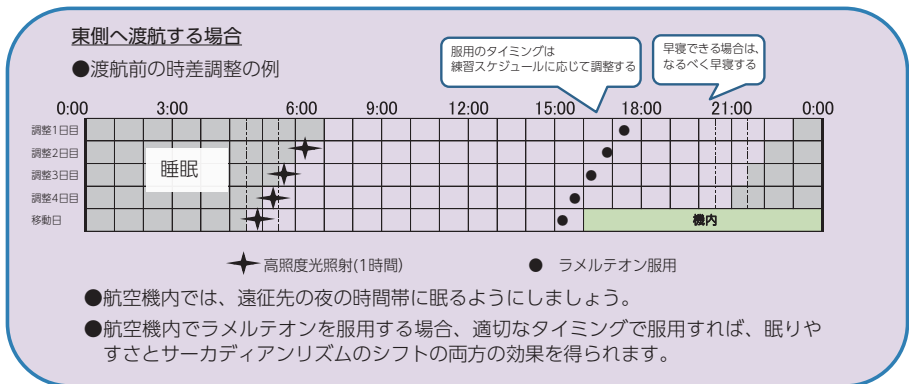 東側へ渡航する場合
●渡航前の時差調整の例
服用のタイミングは
練習スケジュールに応じて調整する
早寝できる場合は、
なるべく早寝する
0:00 3:00 6:00 9:00 12:00 15:00 18:00 21:00 0:00
調整1日目
調整2日目
調整3日目
調整4日目
移動日
睡眠
機内
高照度光照射(1時間)
● ラメルテオン服用
●航空機内では、遠征先の夜の時間帯に眠るようにしましょう。
●航空機内でラメルテオンを服用する場合、適切なタイミングで服用すれば、眠りや
すさとサーカディアンリズムのシフトの両方の効果を得られます。